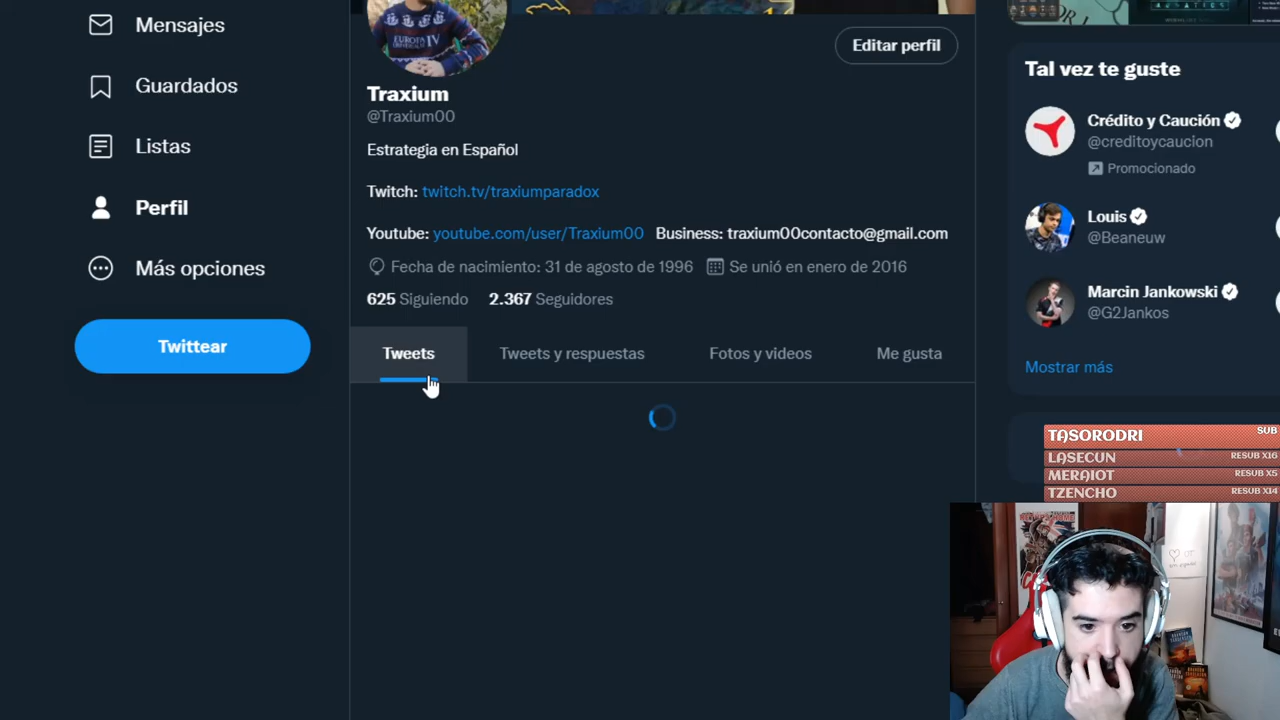 Mensajes
Guardados
Listas
Perfil
Más opciones
Twittear
EUROPA
UNIVERSALIS IV
Editar perfil
Traxium
@Traxium00
Estrategia en Español
Twitch: twitch.tv/traxiumparadox
Youtube: youtube.com/user/Traxium00 Business: traxium00contacto@gmail.com
Fecha de nacimiento: 31 de agosto de 1996 Se unió en enero de 2016
625 Siguiendo 2.367 Seguidores
Tweets Tweets y respuestas Fotos y videos Me gusta
Tal vez te guste
Crédito y Caución
@creditoycaucion
Promocionado
Louis
@Beaneuw
Marcin Jankowski
@G2Jankos
Mostrar más
TASORODRI SUB
LASECUN RESUB X16
MERAIOT RESUB X5
TZENCHO RESUB X14